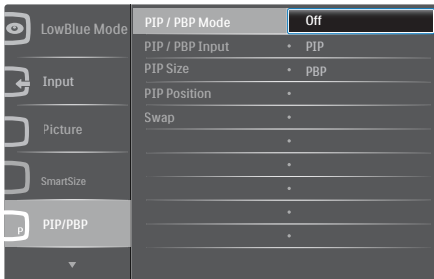 LowBlue Mode
Input
Picture
SmartSize
P
PIP/PBP
PIP / PBP Mode
PIP / PBP Input
PIP Size
PIP Position
Swap
Off
PIP
PBP